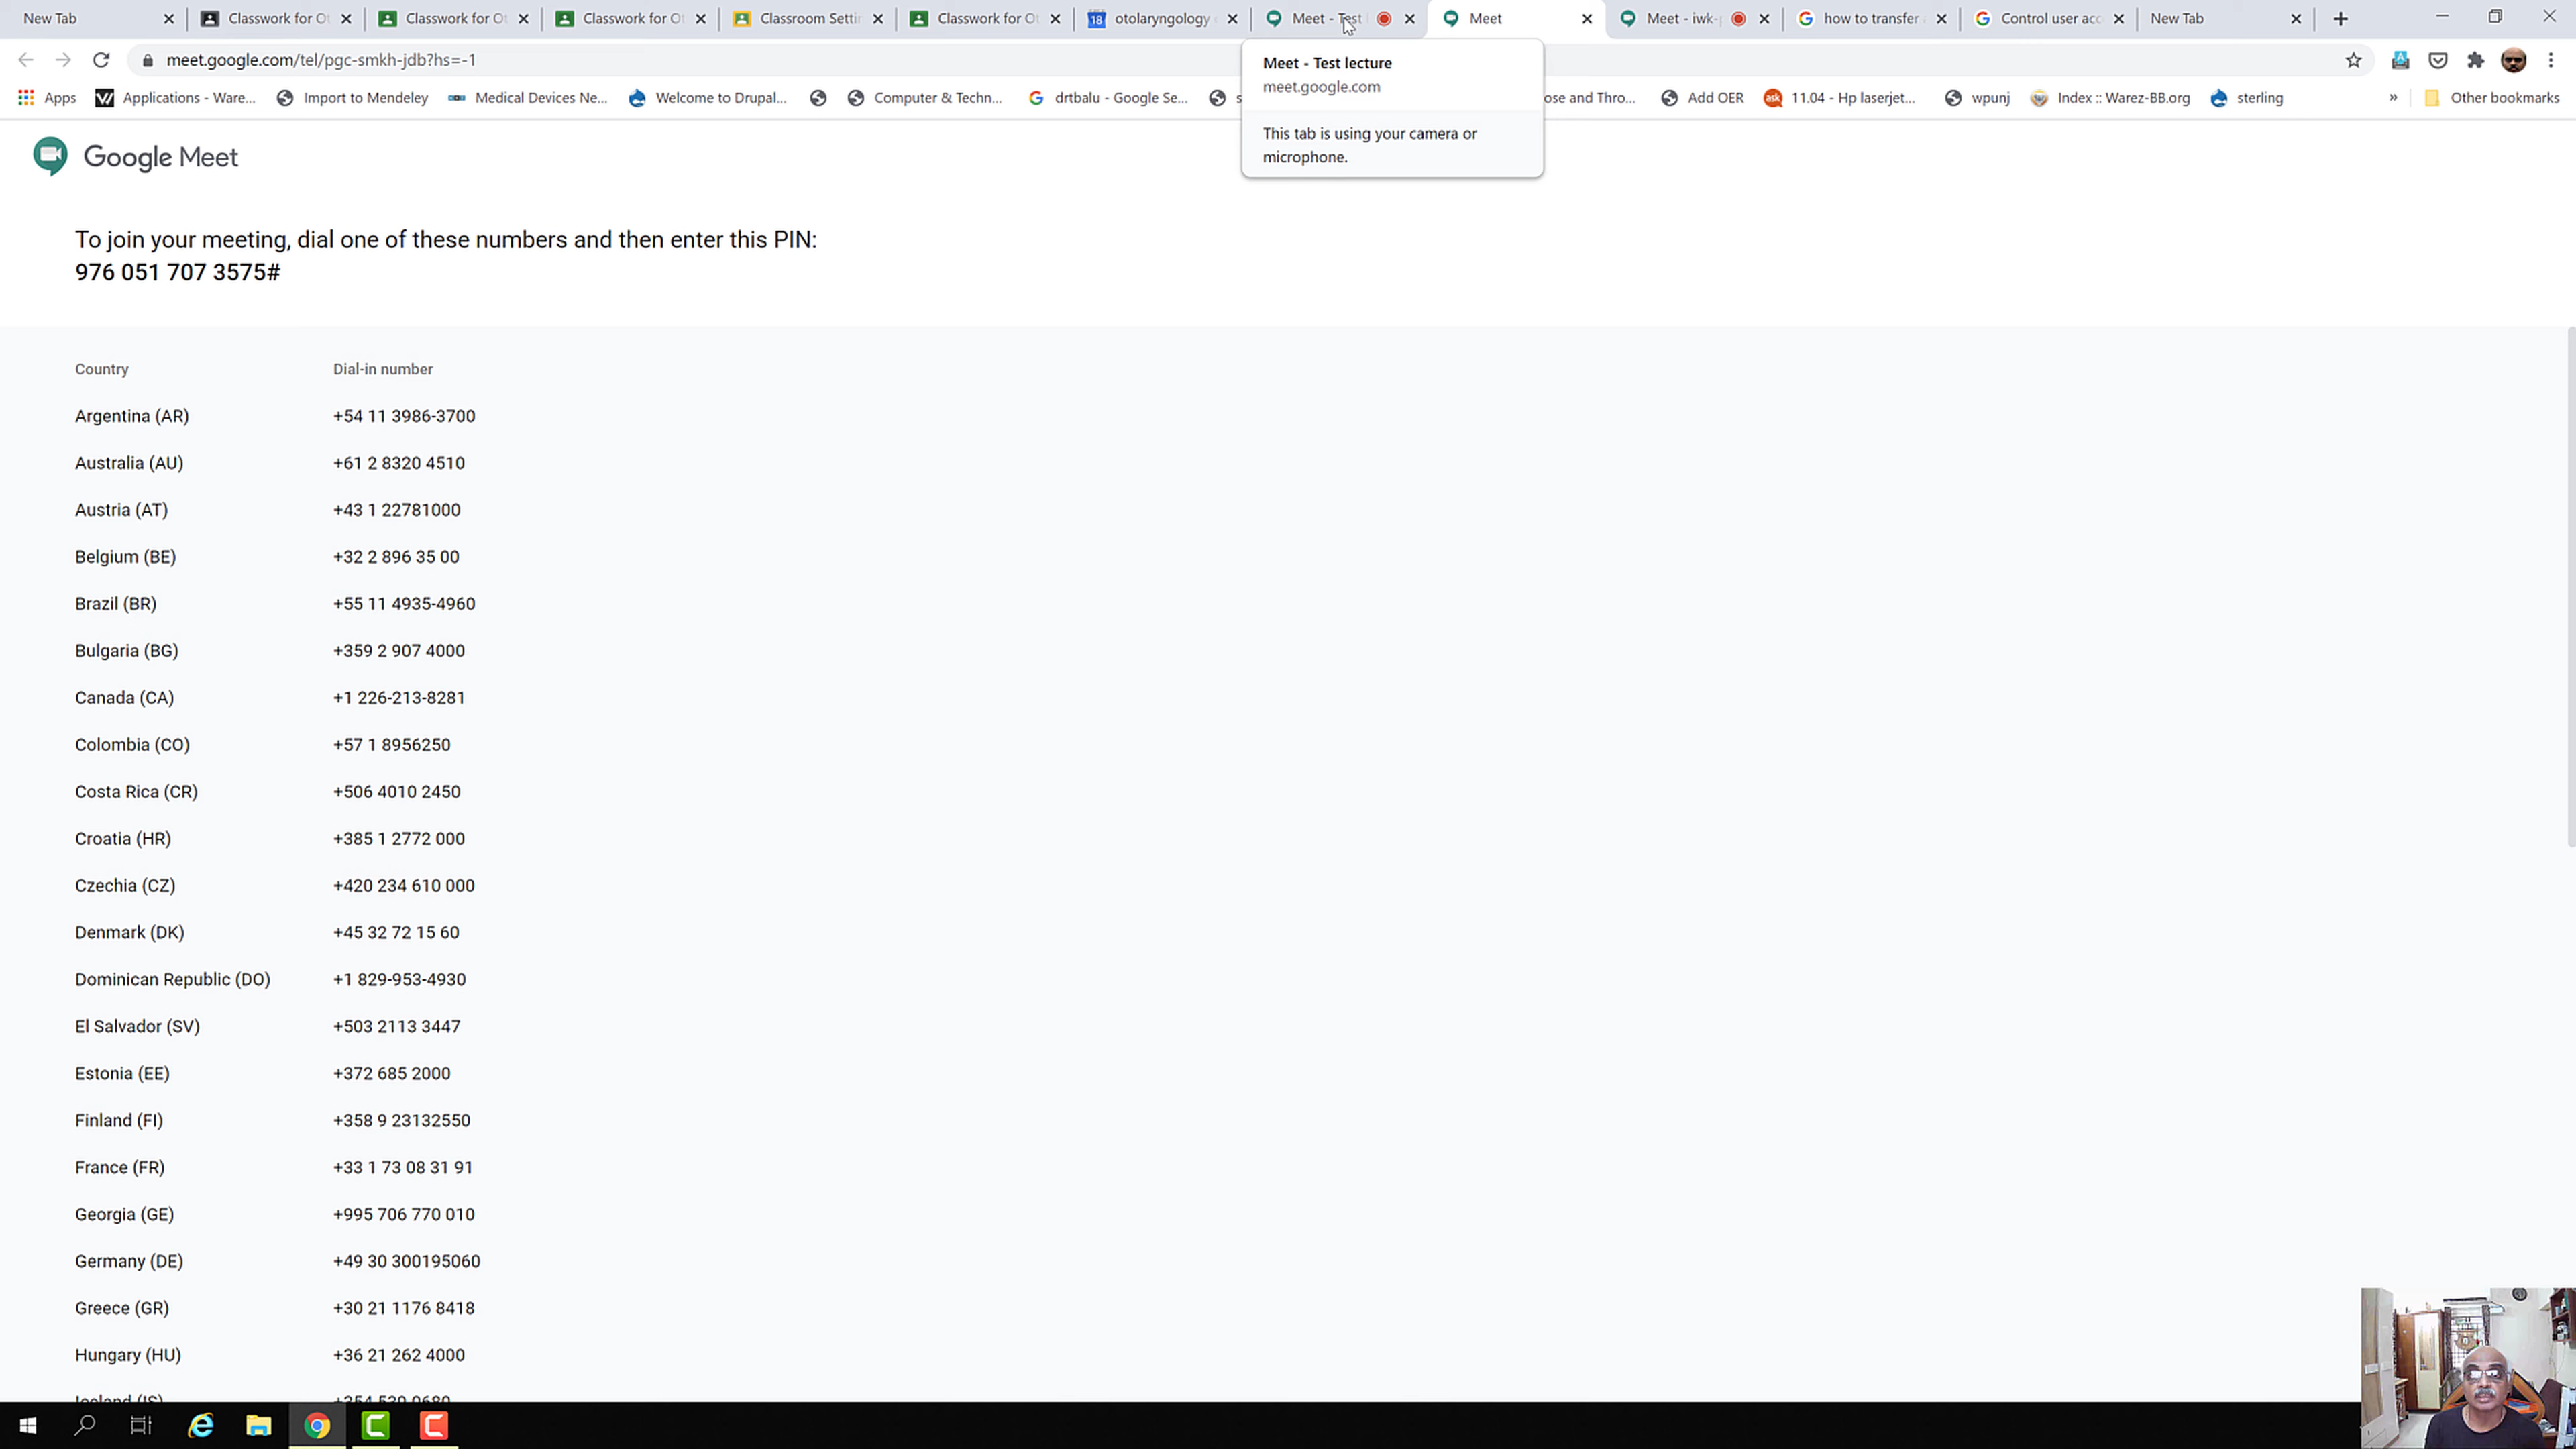 New Tab
Classwork for Ot
Classwork for Ot
Classwork for Ot
Classroom Settin
Classwork for Ot
18
otolaryngology
Meet - Test
Meet
Meet - iwk-
how to transfer
Control user acc
New Tab
meet.google.com/tel/pgc-smkh-jdb?hs=-1
Apps
Applications - Ware...
Import to Mendeley
Medical Devices Ne...
Welcome to Drupal...
Computer & Techn...
drtbalu - Google Se...
s
ose and Thro...
Add OER
ask
11.04 - Hp laserjet...
wpunj
Index :: Warez-BB.org
sterling
»
Other bookmarks
Meet - Test lecture
meet.google.com
This tab is using your camera or
microphone.
Google Meet
To join your meeting, dial one of these numbers and then enter this PIN:
976 051 707 3575#
Country Dial-in number
Argentina (AR) +54 11 3986-3700
Australia (AU) +61 2 8320 4510
Austria (AT) +43 1 22781000
Belgium (BE) +32 2 896 35 00
Brazil (BR) +55 11 4935-4960
Bulgaria (BG) +359 2 907 4000
Canada (CA) +1 226-213-8281
Colombia (CO) +57 1 8956250
Costa Rica (CR) +506 4010 2450
Croatia (HR) +385 1 2772 000
Czechia (CZ) +420 234 610 000
Denmark (DK) +45 32 72 15 60
Dominican Republic (DO) +1 829-953-4930
El Salvador (SV) +503 2113 3447
Estonia (EE) +372 685 2000
Finland (FI) +358 9 23132550
France (FR) +33 1 73 08 31 91
Georgia (GE) +995 706 770 010
Germany (DE) +49 30 300195060
Greece (GR) +30 21 1176 8418
Hungary (HU) +36 21 262 4000
Iceland (IS)